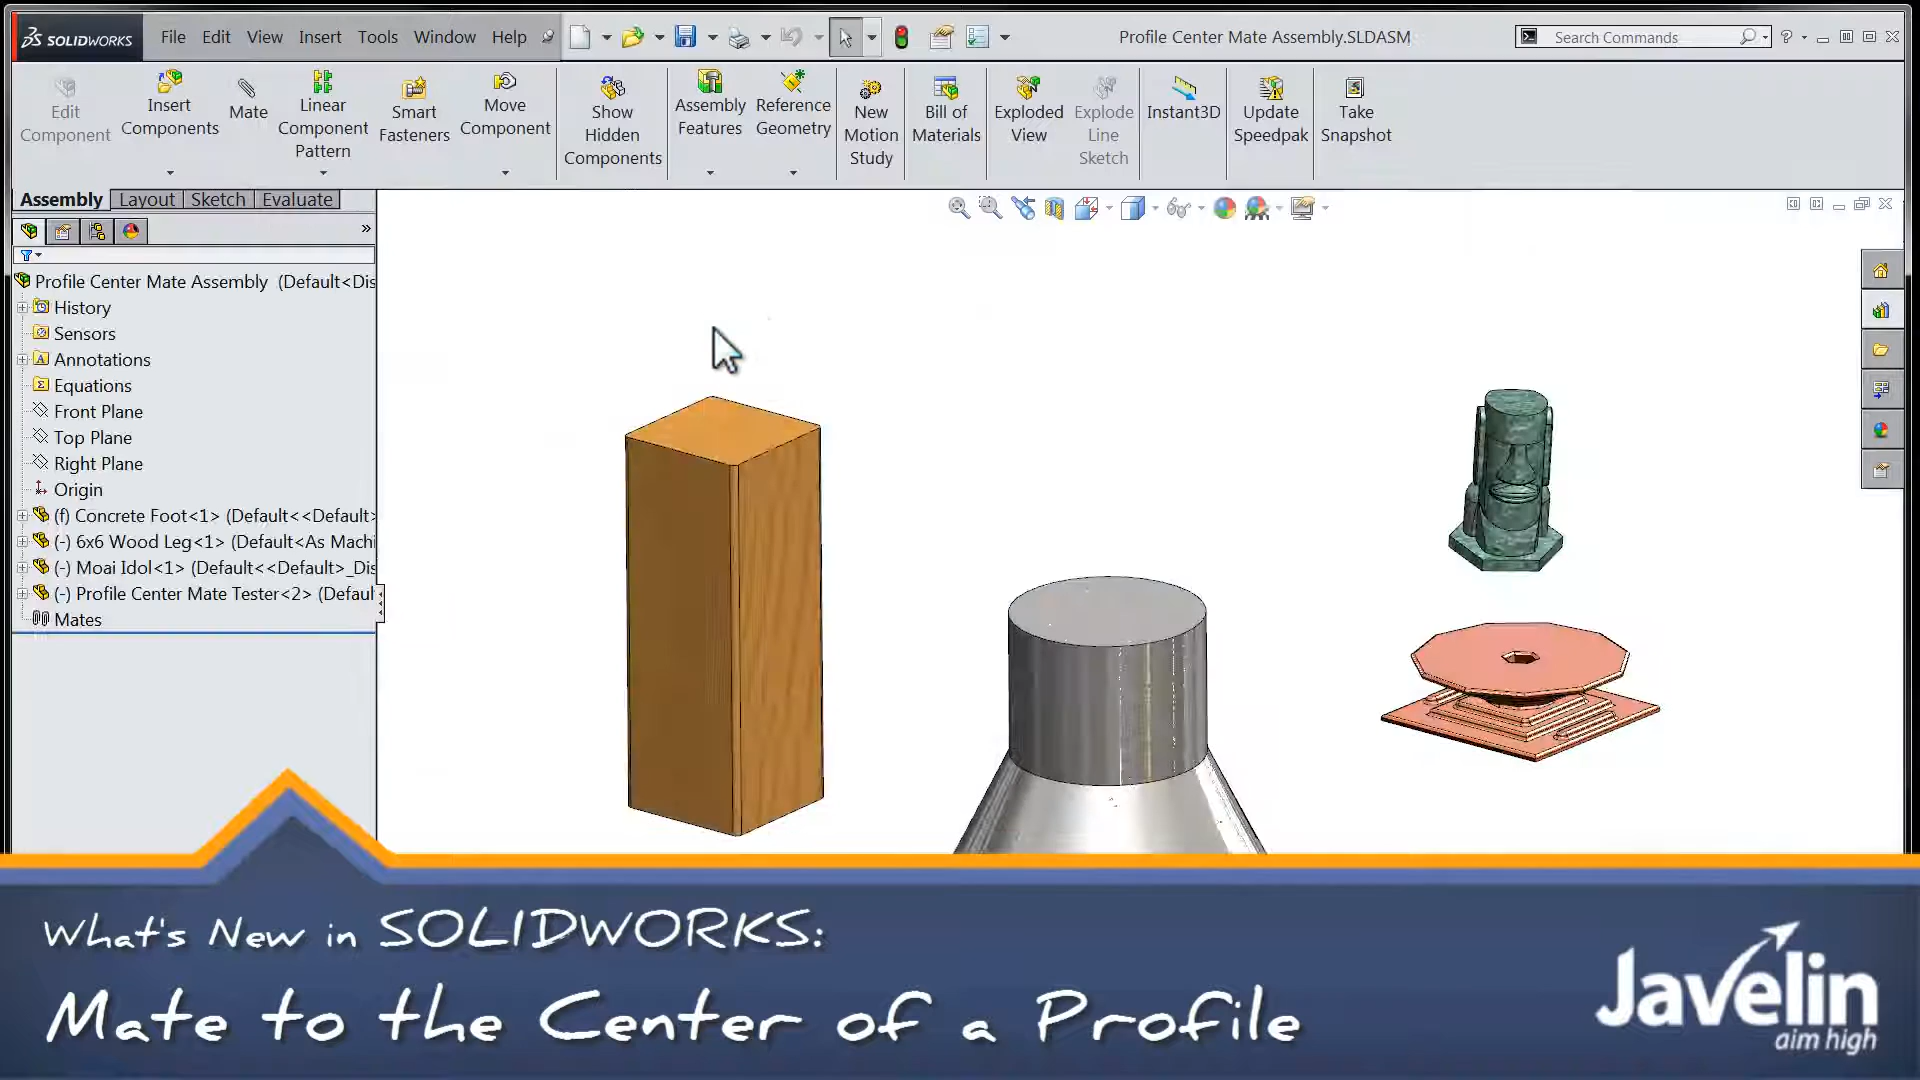 SOLIDWORKS File Edit View Insert Tools Window Help Profile Center Mate Assembly.SLDASM Search Commands ?
Edit Component
Insert Components
Mate
Linear Component Pattern
Smart Fasteners
Move Component
Show Hidden Components
Assembly Features
Reference Geometry
New Motion Study
Bill of Materials
Exploded View
Explode Line Sketch
Instant3D
Update Speedpak
Take Snapshot
Assembly Layout Sketch Evaluate
»
Profile Center Mate Assembly (Default<Dis
History
Sensors
Annotations
Equations
Front Plane
Top Plane
Right Plane
Origin
(f) Concrete Foot<1> (Default<<Default>
(-) 6x6 Wood Leg<1> (Default<As Machi
(-) Moai Idol<1> (Default<<Default>_Dis
(-) Profile Center Mate Tester<2> (Defaul
Mates
What's New in SOLIDWORKS:
Mate to the Center of a Profile
Javelin
aim high